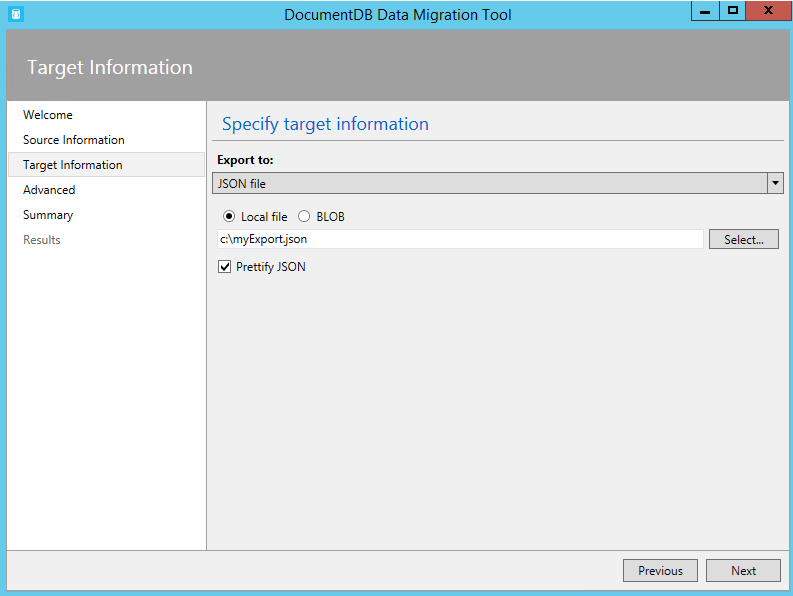 DocumentDB Data Migration Tool
Target Information
Welcome
Source Information
Target Information
Advanced
Summary
Results
Specify target information
Export to:
JSON file
Local file BLOB
c:\myExport.json Select...
Prettify JSON
Previous Next